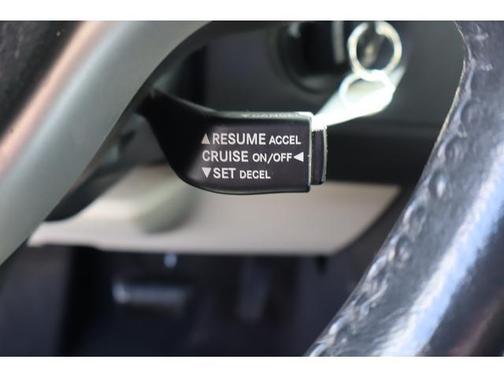 ▲ RESUME ACCEL
CRUISE ON/OFF ◄
▼ SET DECEL